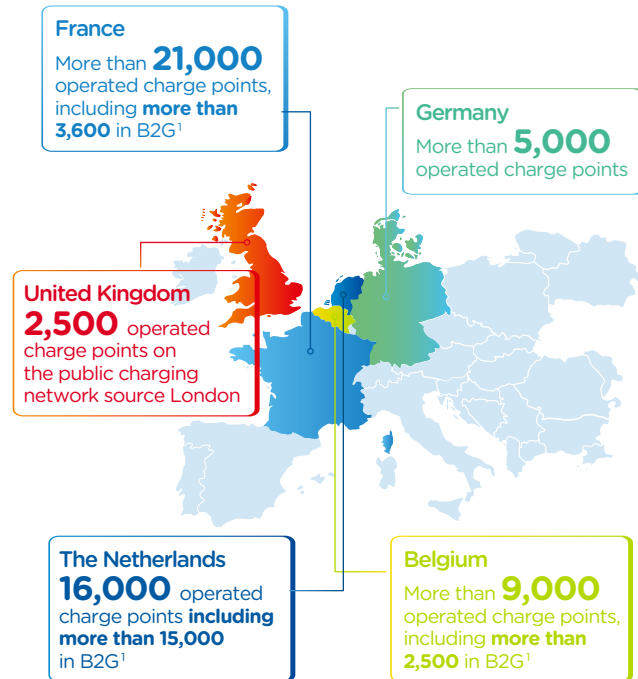 France
More than 21,000
operated charge points,
including more than
3,600 in B2G1
Germany
More than 5,000
operated charge points
United Kingdom
2,500 operated
charge points on
the public charging
network source London
The Netherlands
16,000 operated
charge points including
more than 15,000
in B2G1
Belgium
More than 9,000
operated charge points,
including more than
2,500 in B2G1